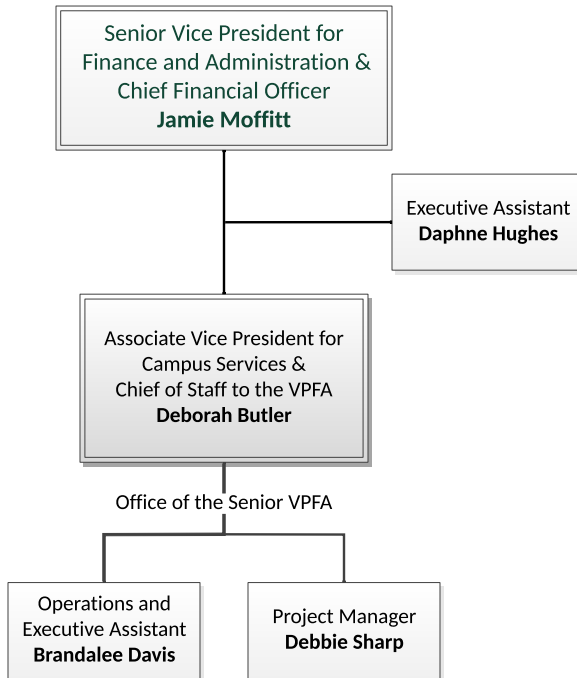 Senior Vice President for
Finance and Administration &
Chief Financial Officer
Jamie Moffitt
Executive Assistant
Daphne Hughes
Associate Vice President for
Campus Services &
Chief of Staff to the VPFA
Deborah Butler
Office of the Senior VPFA
Operations and
Executive Assistant
Brandalee Davis
Project Manager
Debbie Sharp